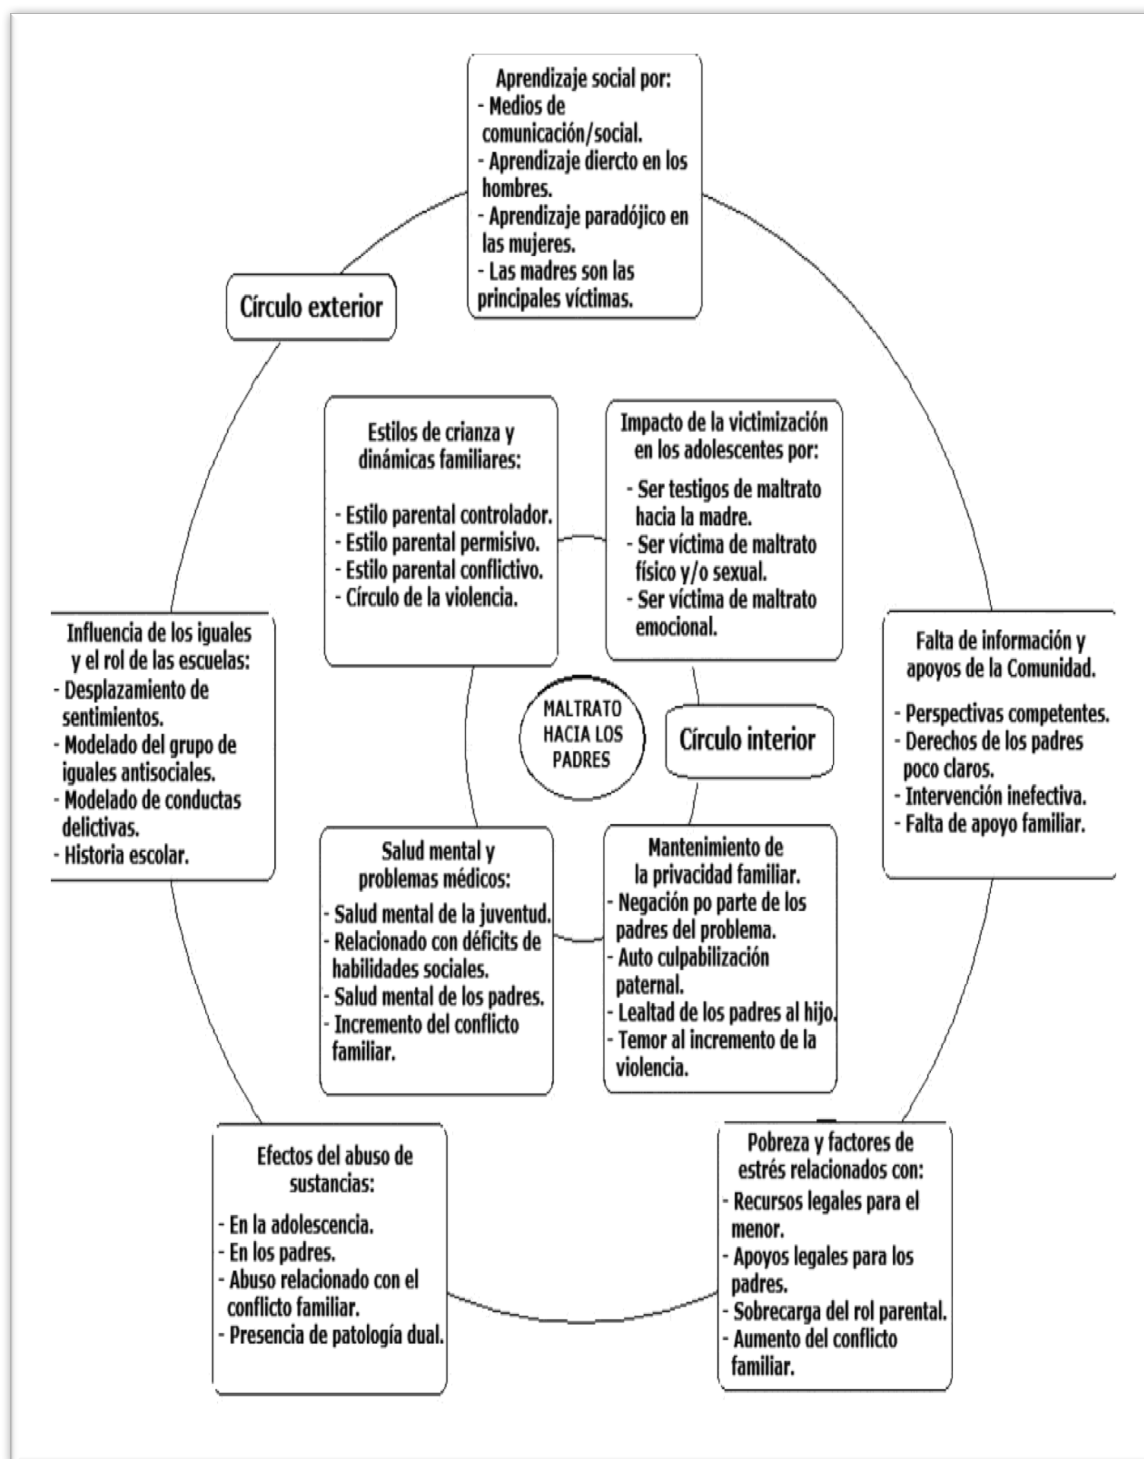 Aprendizaje social por:
- Medios de
comunicación/social.
- Aprendizaje diercto en los
hombres.
- Aprendizaje paradójico en
las mujeres.
- Las madres son las
principales víctimas.
Círculo exterior
Estilos de crianza y
dinámicas familiares:
- Estilo parental controlador.
- Estilo parental permisivo.
- Estilo parental conflictivo.
- Círculo de la violencia.
Impacto de la victimización
en los adolescentes por:
- Ser testigos de maltrato
hacia la madre.
- Ser víctima de maltrato
físico y/o sexual.
- Ser víctima de maltrato
emocional.
Influencia de los iguales
y el rol de las escuelas:
- Desplazamiento de
sentimientos.
- Modelado del grupo de
iguales antisociales.
- Modelado de conductas
delictivas.
- Historia escolar.
MALTRATO
HACIA LOS
PADRES
Círculo interior
Falta de información y
apoyos de la Comunidad.
- Perspectivas competentes.
- Derechos de los padres
poco claros.
- Intervención inefectiva.
- Falta de apoyo familiar.
Salud mental y
problemas médicos:
- Salud mental de la juventud.
- Relacionado con déficits de
habilidades sociales.
- Salud mental de los padres.
- Incremento del conflicto
familiar.
Mantenimiento de
la privacidad familiar.
- Negación po parte de los
padres del problema.
- Auto culpabilización
paternal.
- Lealtad de los padres al hijo.
- Temor al incremento de la
violencia.
Efectos del abuso de
sustancias:
- En la adolescencia.
- En los padres.
- Abuso relacionado con el
conflicto familiar.
- Presencia de patología dual.
Pobreza y factores de
estrés relacionados con:
- Recursos legales para el
menor.
- Apoyos legales para los
padres.
- Sobrecarga del rol parental.
- Aumento del conflicto
familiar.